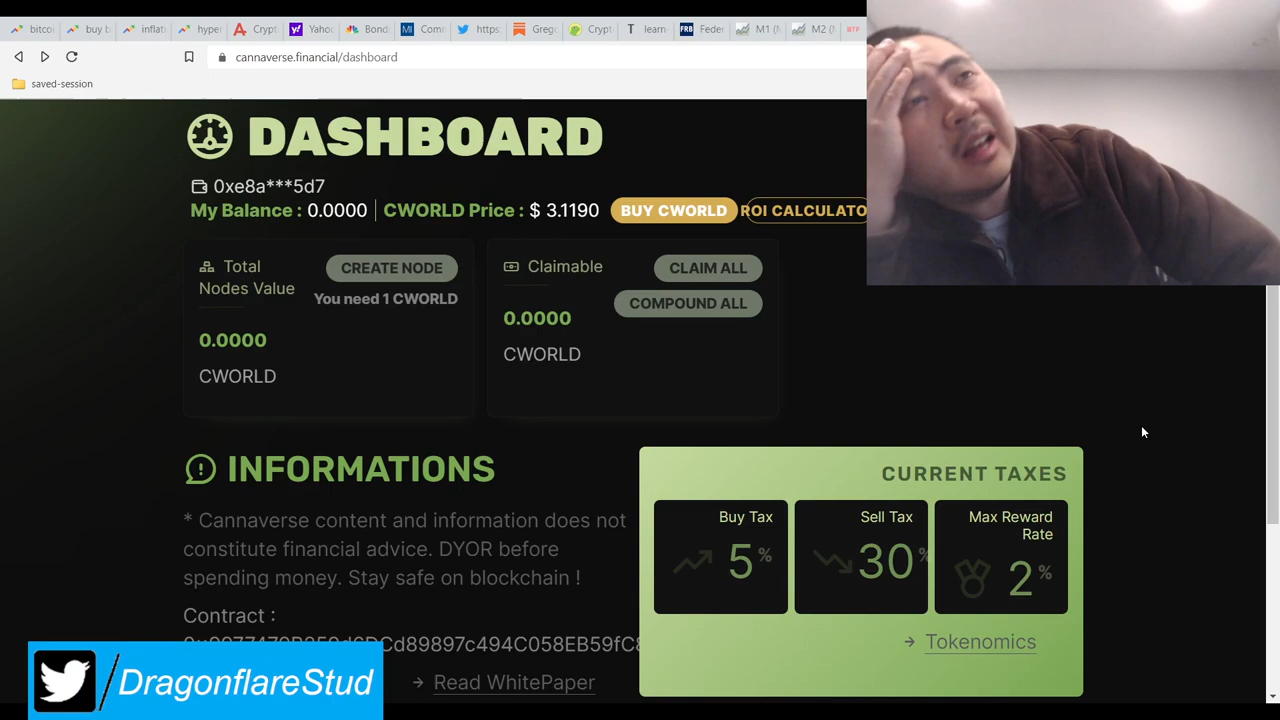 bitcoi
buy b
inflati
hyper
Crypt
Yahoo
Bondi
Comm
https:
Grego
Crypt
learn-
Feder
M1 (M
M2 (M
cannaverse.financial/dashboard
saved-session
DASHBOARD
0xe8a***5d7
My Balance : 0.0000 CWORLD Price : $ 3.1190 BUY CWORLD ROI CALCULATO
Total Nodes Value
CREATE NODE
You need 1 CWORLD
0.0000
CWORLD
Claimable
CLAIM ALL
COMPOUND ALL
0.0000
CWORLD
INFORMATIONS
* Cannaverse content and information does not
constitute financial advice. DYOR before
spending money. Stay safe on blockchain !
Contract :
→ Read WhitePaper
CURRENT TAXES
Buy Tax
5%
Sell Tax
30%
Max Reward
Rate
2%
→ Tokenomics
/DragonflareStud